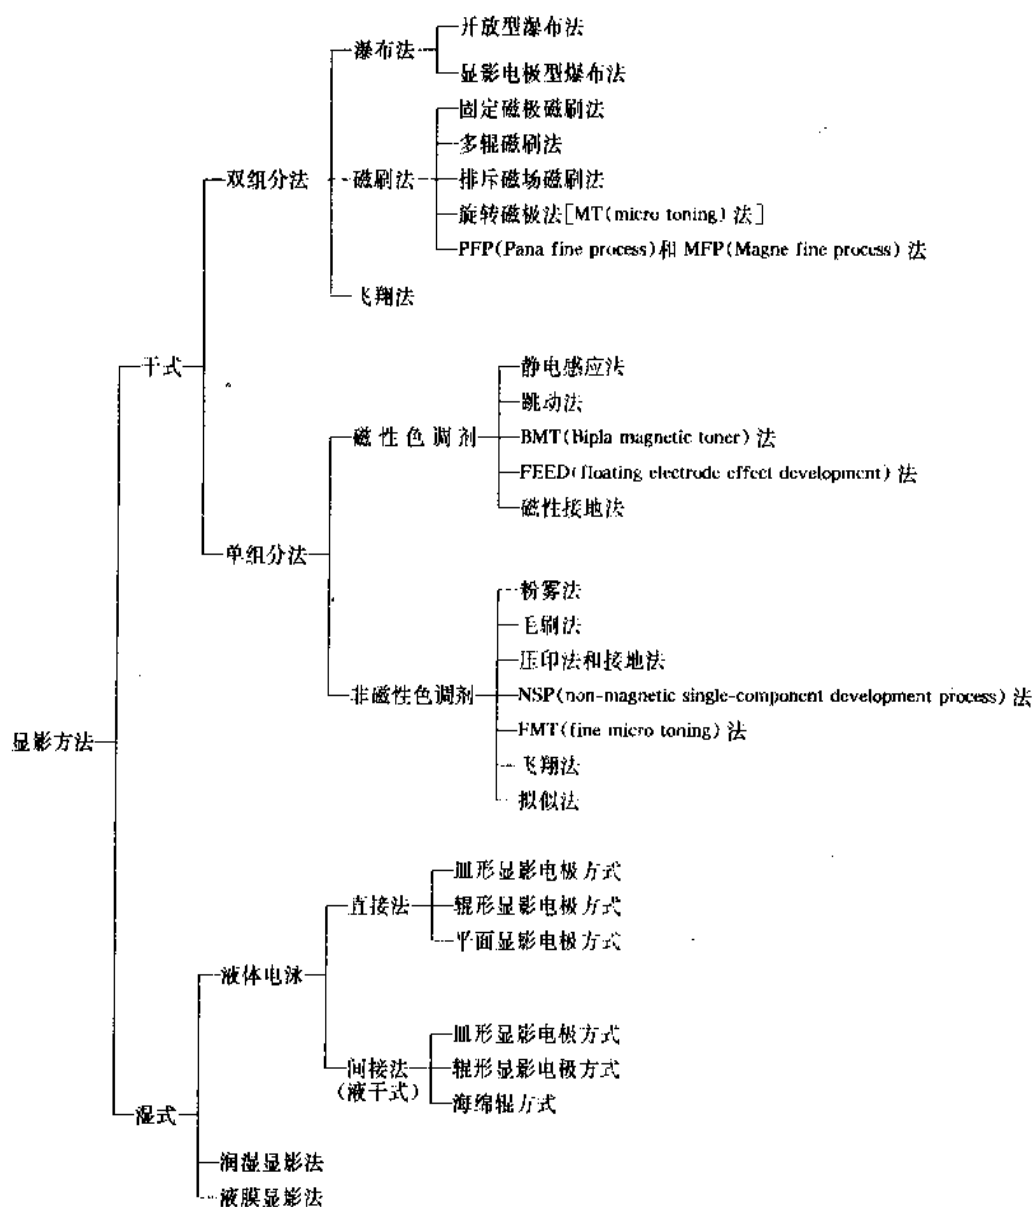 瀑布法
开放型瀑布法
显影电极型爆布法
双组分法
磁刷法
固定磁极磁刷法
多辊磁刷法
排斥磁场磁刷法
旋转磁极法[MT(micro toning)法]
PFP(Pana fine process)和 MFP(Magne fine process)法
飞翔法
干式
磁性色调剂
静电感应法
跳动法
BMT(Bipla magnetic toner)法
FEED(floating electrode effect development)法
磁性接地法
单组分法
非磁性色调剂
粉雾法
毛刷法
压印法和接地法
NSP(non-magnetic single-component development process)法
FMT(fine micro toning)法
飞翔法
拟似法
显影方法
直接法
皿形显影电极方式
辊形显影电极方式
平面显影电极方式
液体电泳
间接法
(液干式)
皿形显影电极方式
辊形显影电极方式
海绵辊方式
湿式
润湿显影法
液膜显影法